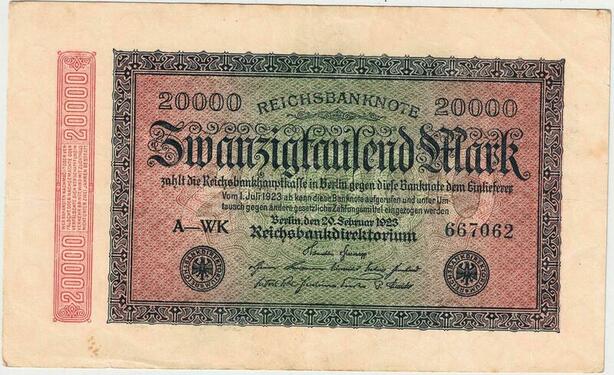 20000
20000 REICHSBANKNOTE 20000
Zwanzigtausend Mark
zahlt die Reichsbankhauptkasse in Berlin gegen diese Banknote dem Einlieferer
Vom 1. Juli 1923 ab kann diese Banknote aufgerufen und unter Um-
tausch gegen andere gesetzliche Zahlungsmittel eingezogen werden
Berlin, den 20. Februar 1923
A—WK Reichsbankdirektorium 667062
20000